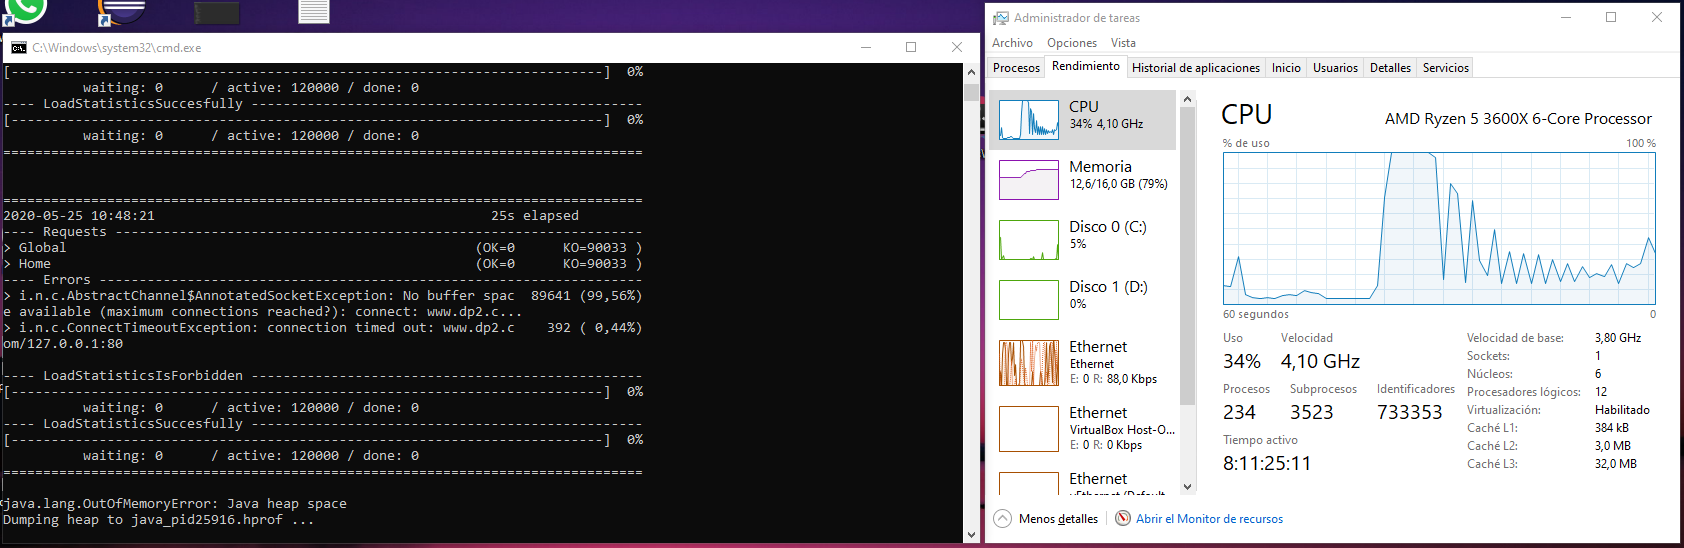 C:\Windows\system32\cmd.exe
[---------------------------------------------------------------------------]  0%
          waiting: 0      / active: 120000 / done: 0
---- LoadStatisticsSuccesfully -------------------------------------------------
[---------------------------------------------------------------------------]  0%
          waiting: 0      / active: 120000 / done: 0
================================================================================
================================================================================
2020-05-25 10:48:21                                          25s elapsed
---- Requests ------------------------------------------------------------------
> Global                                                   (OK=0      KO=90033 )
> Home                                                     (OK=0      KO=90033 )
---- Errors --------------------------------------------------------------------
> i.n.c.AbstractChannel$AnnotatedSocketException: No buffer spac  89641 (99,56%)
e available (maximum connections reached?): connect: www.dp2.c...
> i.n.c.ConnectTimeoutException: connection timed out: www.dp2.c    392 ( 0,44%)
om/127.0.0.1:80
---- LoadStatisticsIsForbidden -------------------------------------------------
[---------------------------------------------------------------------------]  0%
          waiting: 0      / active: 120000 / done: 0
---- LoadStatisticsSuccesfully -------------------------------------------------
[---------------------------------------------------------------------------]  0%
          waiting: 0      / active: 120000 / done: 0
================================================================================
java.lang.OutOfMemoryError: Java heap space
Dumping heap to java_pid25916.hprof ...
Administrador de tareas
Archivo Opciones Vista
Procesos Rendimiento Historial de aplicaciones Inicio Usuarios Detalles Servicios
CPU
34% 4,10 GHz
Memoria
12,6/16,0 GB (79%)
Disco 0 (C:)
5%
Disco 1 (D:)
0%
Ethernet
Ethernet
E: 0 R: 88,0 Kbps
Ethernet
VirtualBox Host-O...
E: 0 R: 0 Kbps
Ethernet
CPU AMD Ryzen 5 3600X 6-Core Processor
% de uso 100 %
60 segundos 0
Uso Velocidad
34% 4,10 GHz
Procesos Subprocesos Identificadores
234 3523 733353
Tiempo activo
8:11:25:11
Velocidad de base: 3,80 GHz
Sockets: 1
Núcleos: 6
Procesadores lógicos: 12
Virtualización: Habilitado
Caché L1: 384 kB
Caché L2: 3,0 MB
Caché L3: 32,0 MB
Menos detalles Abrir el Monitor de recursos